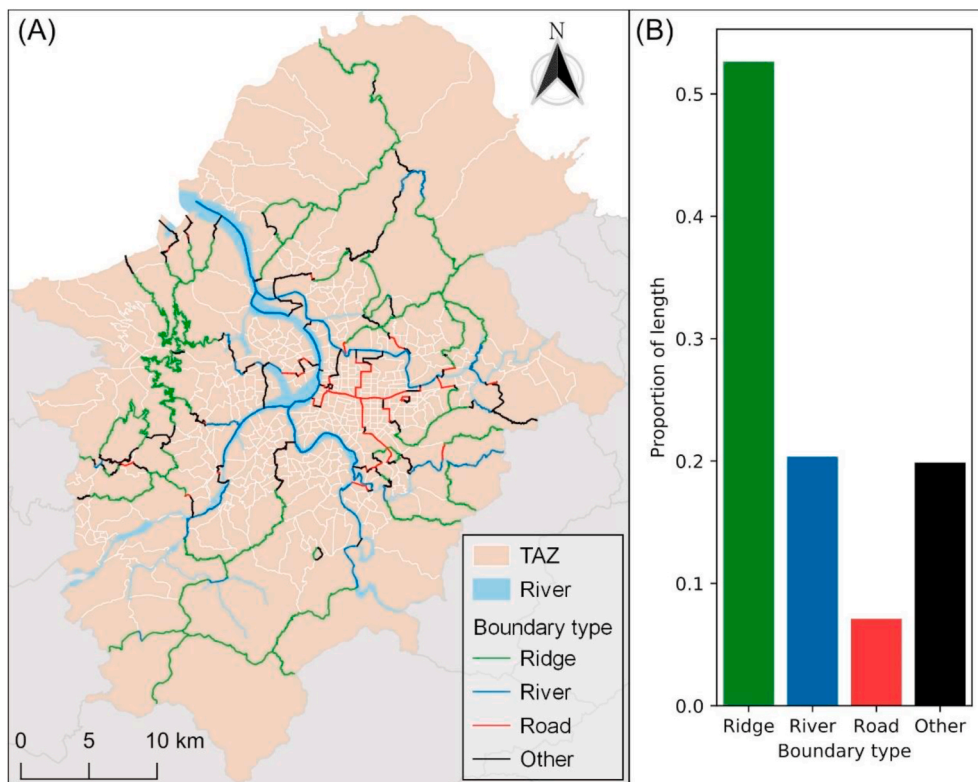 (A)
N
TAZ
River
Boundary type
Ridge
River
Road
Other
0 5 10 km
(B)
Proportion of length
0.5
0.4
0.3
0.2
0.1
0.0
Ridge River Road Other
Boundary type